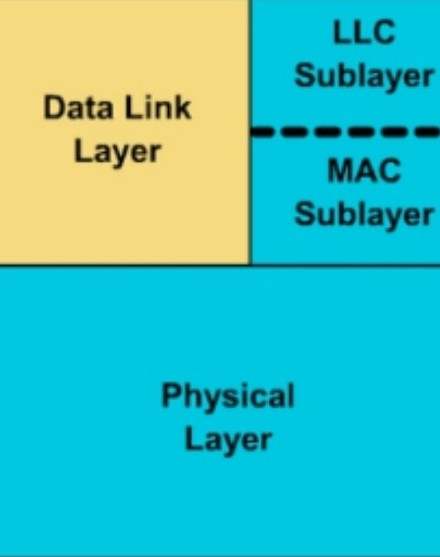 Data Link
Layer
LLC
Sublayer
MAC
Sublayer
Physical
Layer